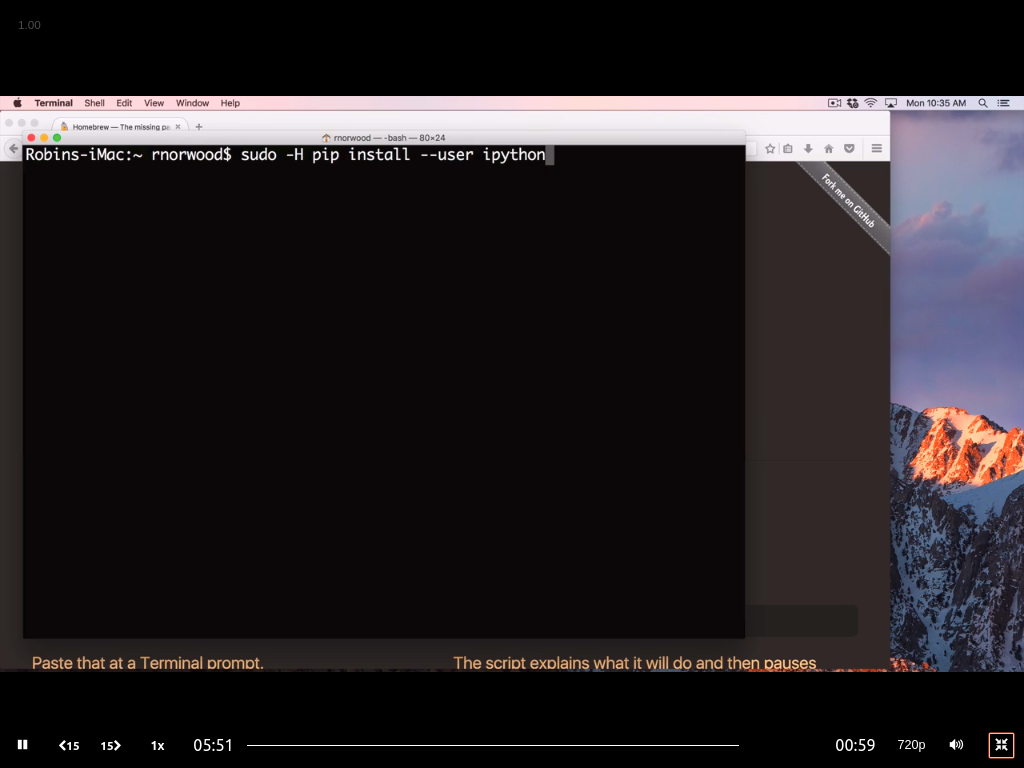 1.00
Terminal Shell Edit View Window Help Mon 10:35 AM
Homebrew — The missing pa
rnorwood — -bash — 80×24
Robins-iMac:~ rnorwood$ sudo -H pip install --user ipython
Fork me on GitHub
Paste that at a Terminal prompt. The script explains what it will do and then pauses
15 15 1x 05:51 00:59 720p